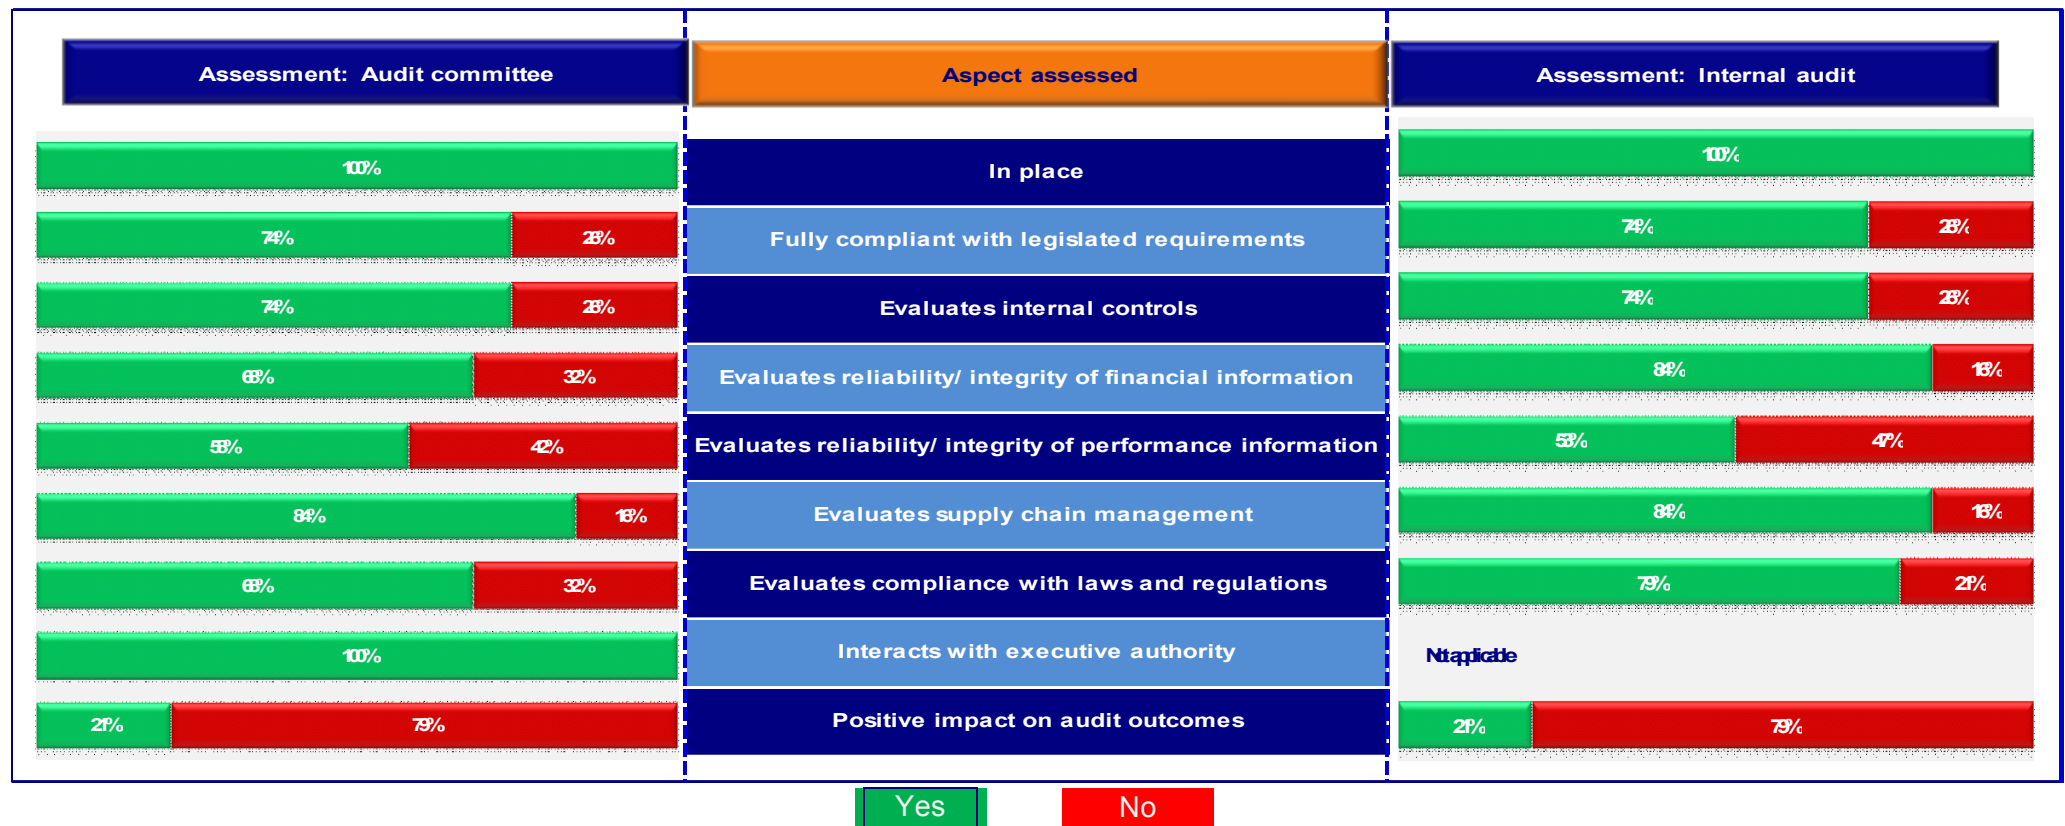 Assessment: Audit committee
Aspect assessed
Assessment: Internal audit
100%
In place
100%
74% 26%
Fully compliant with legislated requirements
74% 26%
74% 26%
Evaluates internal controls
74% 26%
68% 32%
Evaluates reliability/ integrity of financial information
84% 16%
58% 42%
Evaluates reliability/ integrity of performance information
53% 47%
84% 16%
Evaluates supply chain management
84% 16%
68% 32%
Evaluates compliance with laws and regulations
79% 21%
100%
Interacts with executive authority
Not applicable
21% 79%
Positive impact on audit outcomes
21% 79%
Yes
No